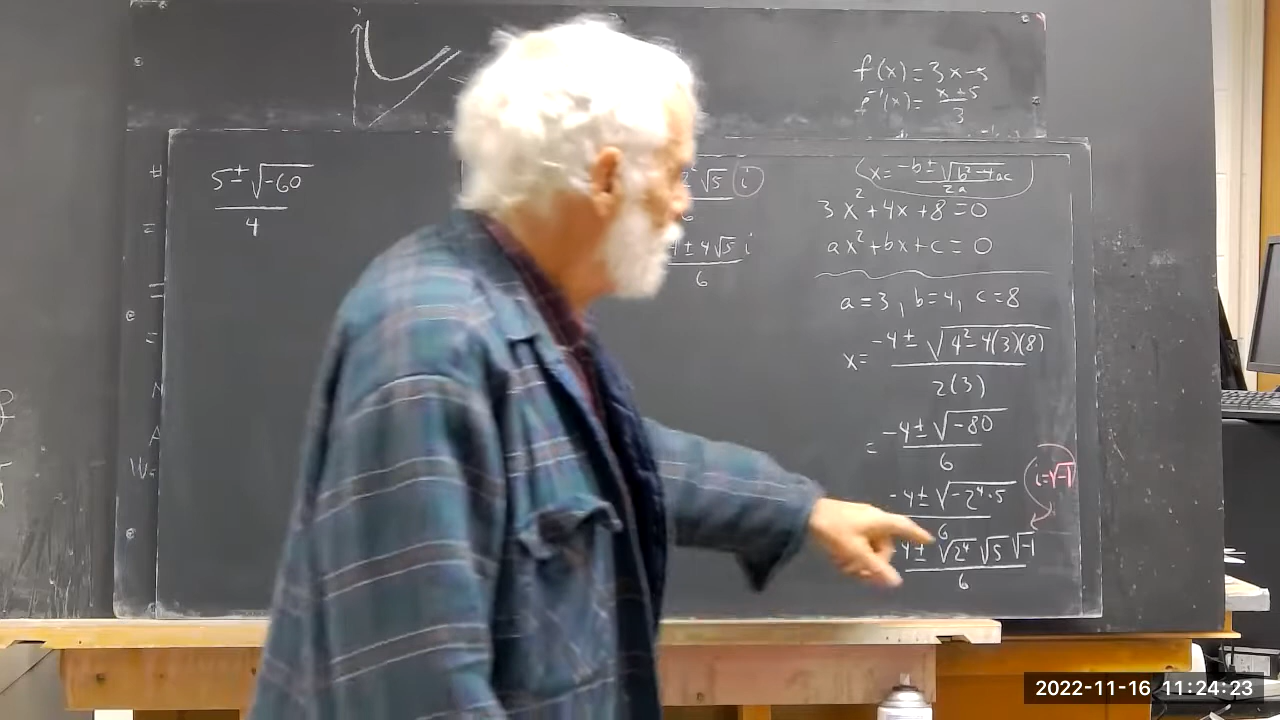 f(x) = 3x-5
f⁻¹(x) = (x+5)/3
(5 ± √-60)/4
2² √5 i
6
± 4√5 i
6
x = (-b ± √(b²-4ac))/2a
3x² + 4x + 8 = 0
ax² + bx + c = 0
a = 3, b = 4, c = 8
x = (-4 ± √(4²-4(3)(8)))/2(3)
= (-4 ± √-80)/6
(-4 ± √(-2⁴·5))/6
i = √-1
(4 ± √2⁴ √5 √-1)/6
2022-11-16 11:24:23